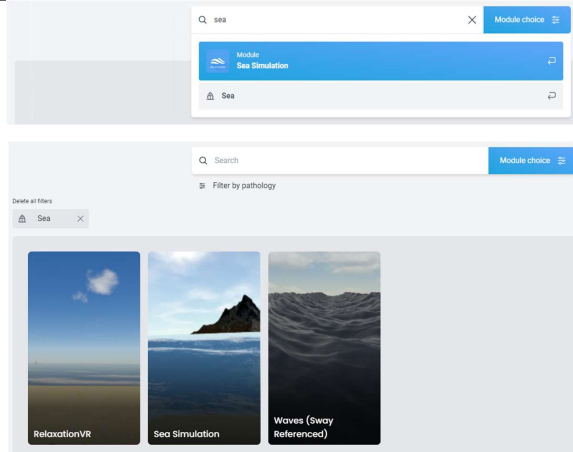 sea
Module choice
Module
Sea Simulation
Sea
Search
Module choice
Filter by pathology
Delete all filters
Sea
RelaxationVR
Sea Simulation
Waves (Sway
Referenced)